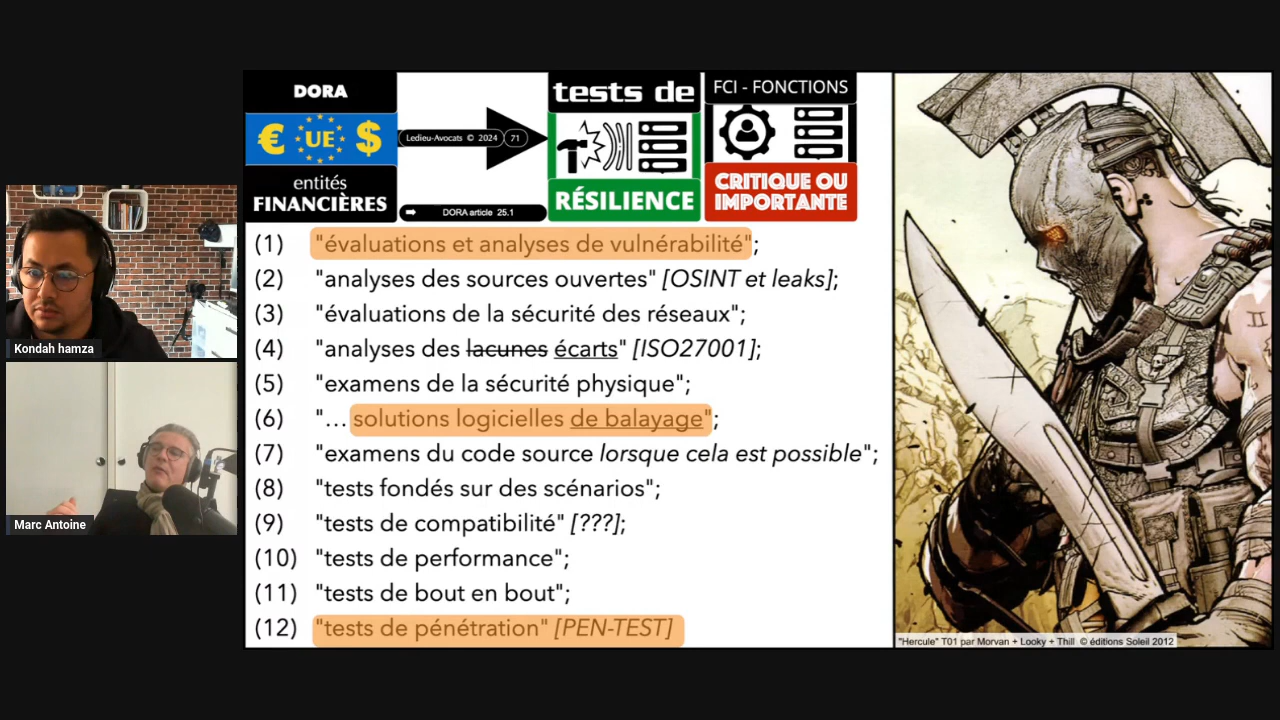 DORA
€ UE $
entités
FINANCIÈRES
Ledieu-Avocats © 2024 71
DORA article 25.1
tests de
RÉSILIENCE
FCI - FONCTIONS
CRITIQUE OU
IMPORTANTE
(1) "évaluations et analyses de vulnérabilité";
(2) "analyses des sources ouvertes" [OSINT et leaks];
(3) "évaluations de la sécurité des réseaux";
(4) "analyses des lacunes écarts" [ISO27001];
(5) "examens de la sécurité physique";
(6) "… solutions logicielles de balayage";
(7) "examens du code source lorsque cela est possible";
(8) "tests fondés sur des scénarios";
(9) "tests de compatibilité" [???];
(10) "tests de performance";
(11) "tests de bout en bout";
(12) "tests de pénétration" [PEN-TEST]
"Hercule" T01 par Morvan + Looky + Thill © éditions Soleil 2012
Kondah hamza
Marc Antoine